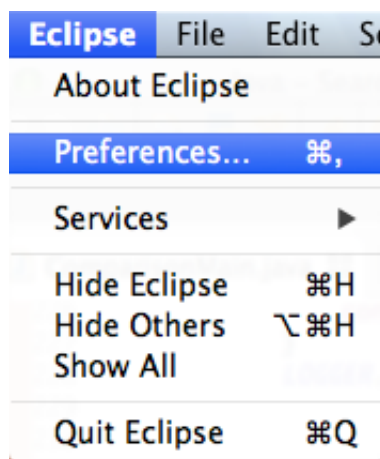 Eclipse File Edit
About Eclipse
Preferences... ⌘,
Services ▶
Hide Eclipse ⌘H
Hide Others ⌥⌘H
Show All
Quit Eclipse ⌘Q